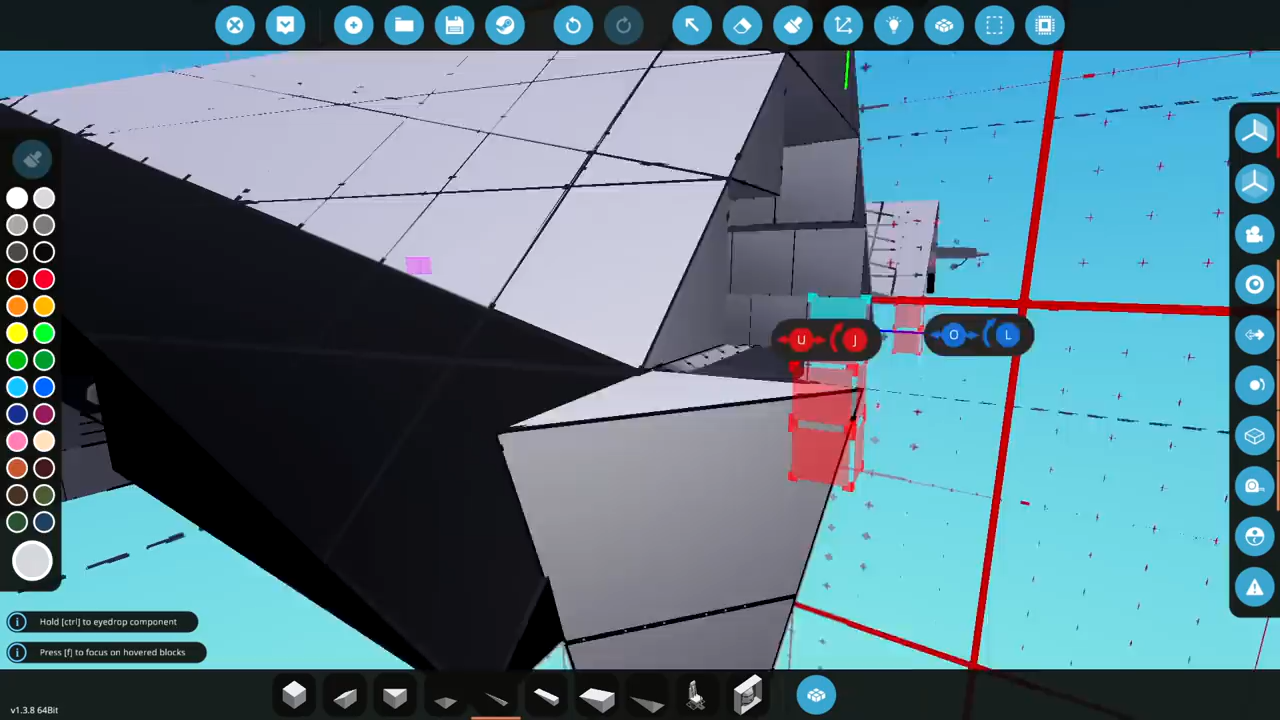 U
J
O
L
Hold [ctrl] to eyedrop component
Press [f] to focus on hovered blocks
v1.3.8 64Bit